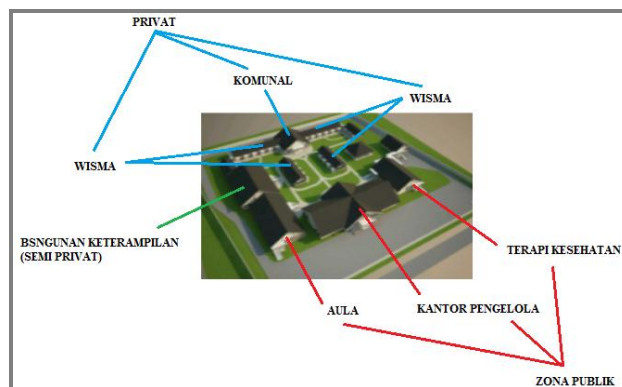 PRIVAT
KOMUNAL
WISMA
WISMA
BSNGUNAN KETERAMPILAN
(SEMI PRIVAT)
TERAPI KESEHATAN
AULA
KANTOR PENGELOLA
ZONA PUBLIK